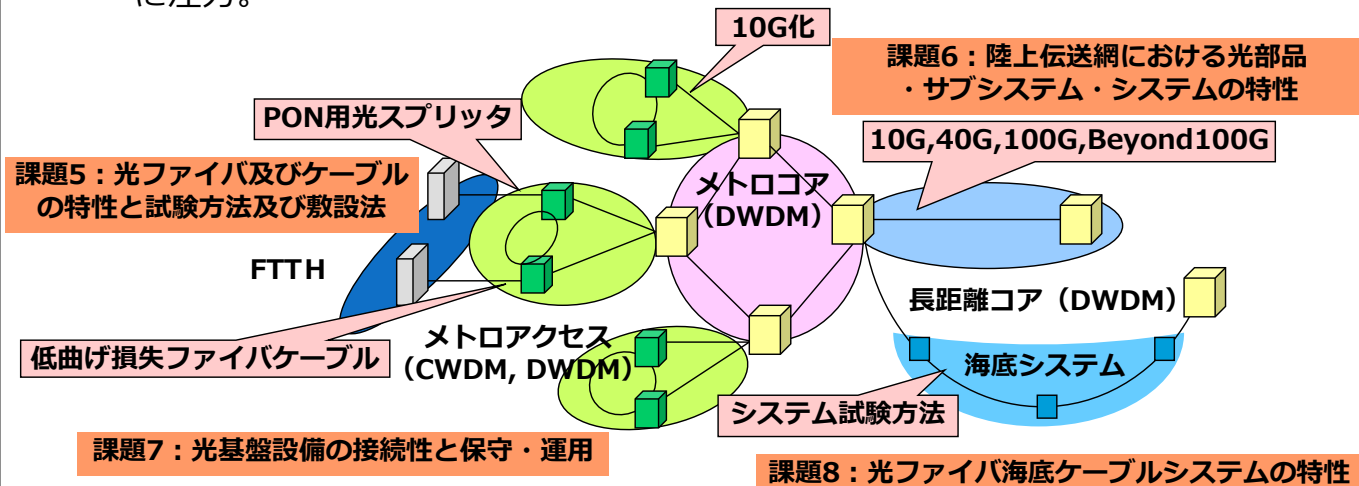 に注力。
10G化
課題6：陸上伝送網における光部品
・サブシステム・システムの特性
PON用光スプリッタ
10G,40G,100G,Beyond100G
課題5：光ファイバ及びケーブル
の特性と試験方法及び敷設法
メトロコア
（DWDM）
FTTH
長距離コア（DWDM）
低曲げ損失ファイバケーブル
メトロアクセス
（CWDM, DWDM）
海底システム
システム試験方法
課題7：光基盤設備の接続性と保守・運用
課題8：光ファイバ海底ケーブルシステムの特性